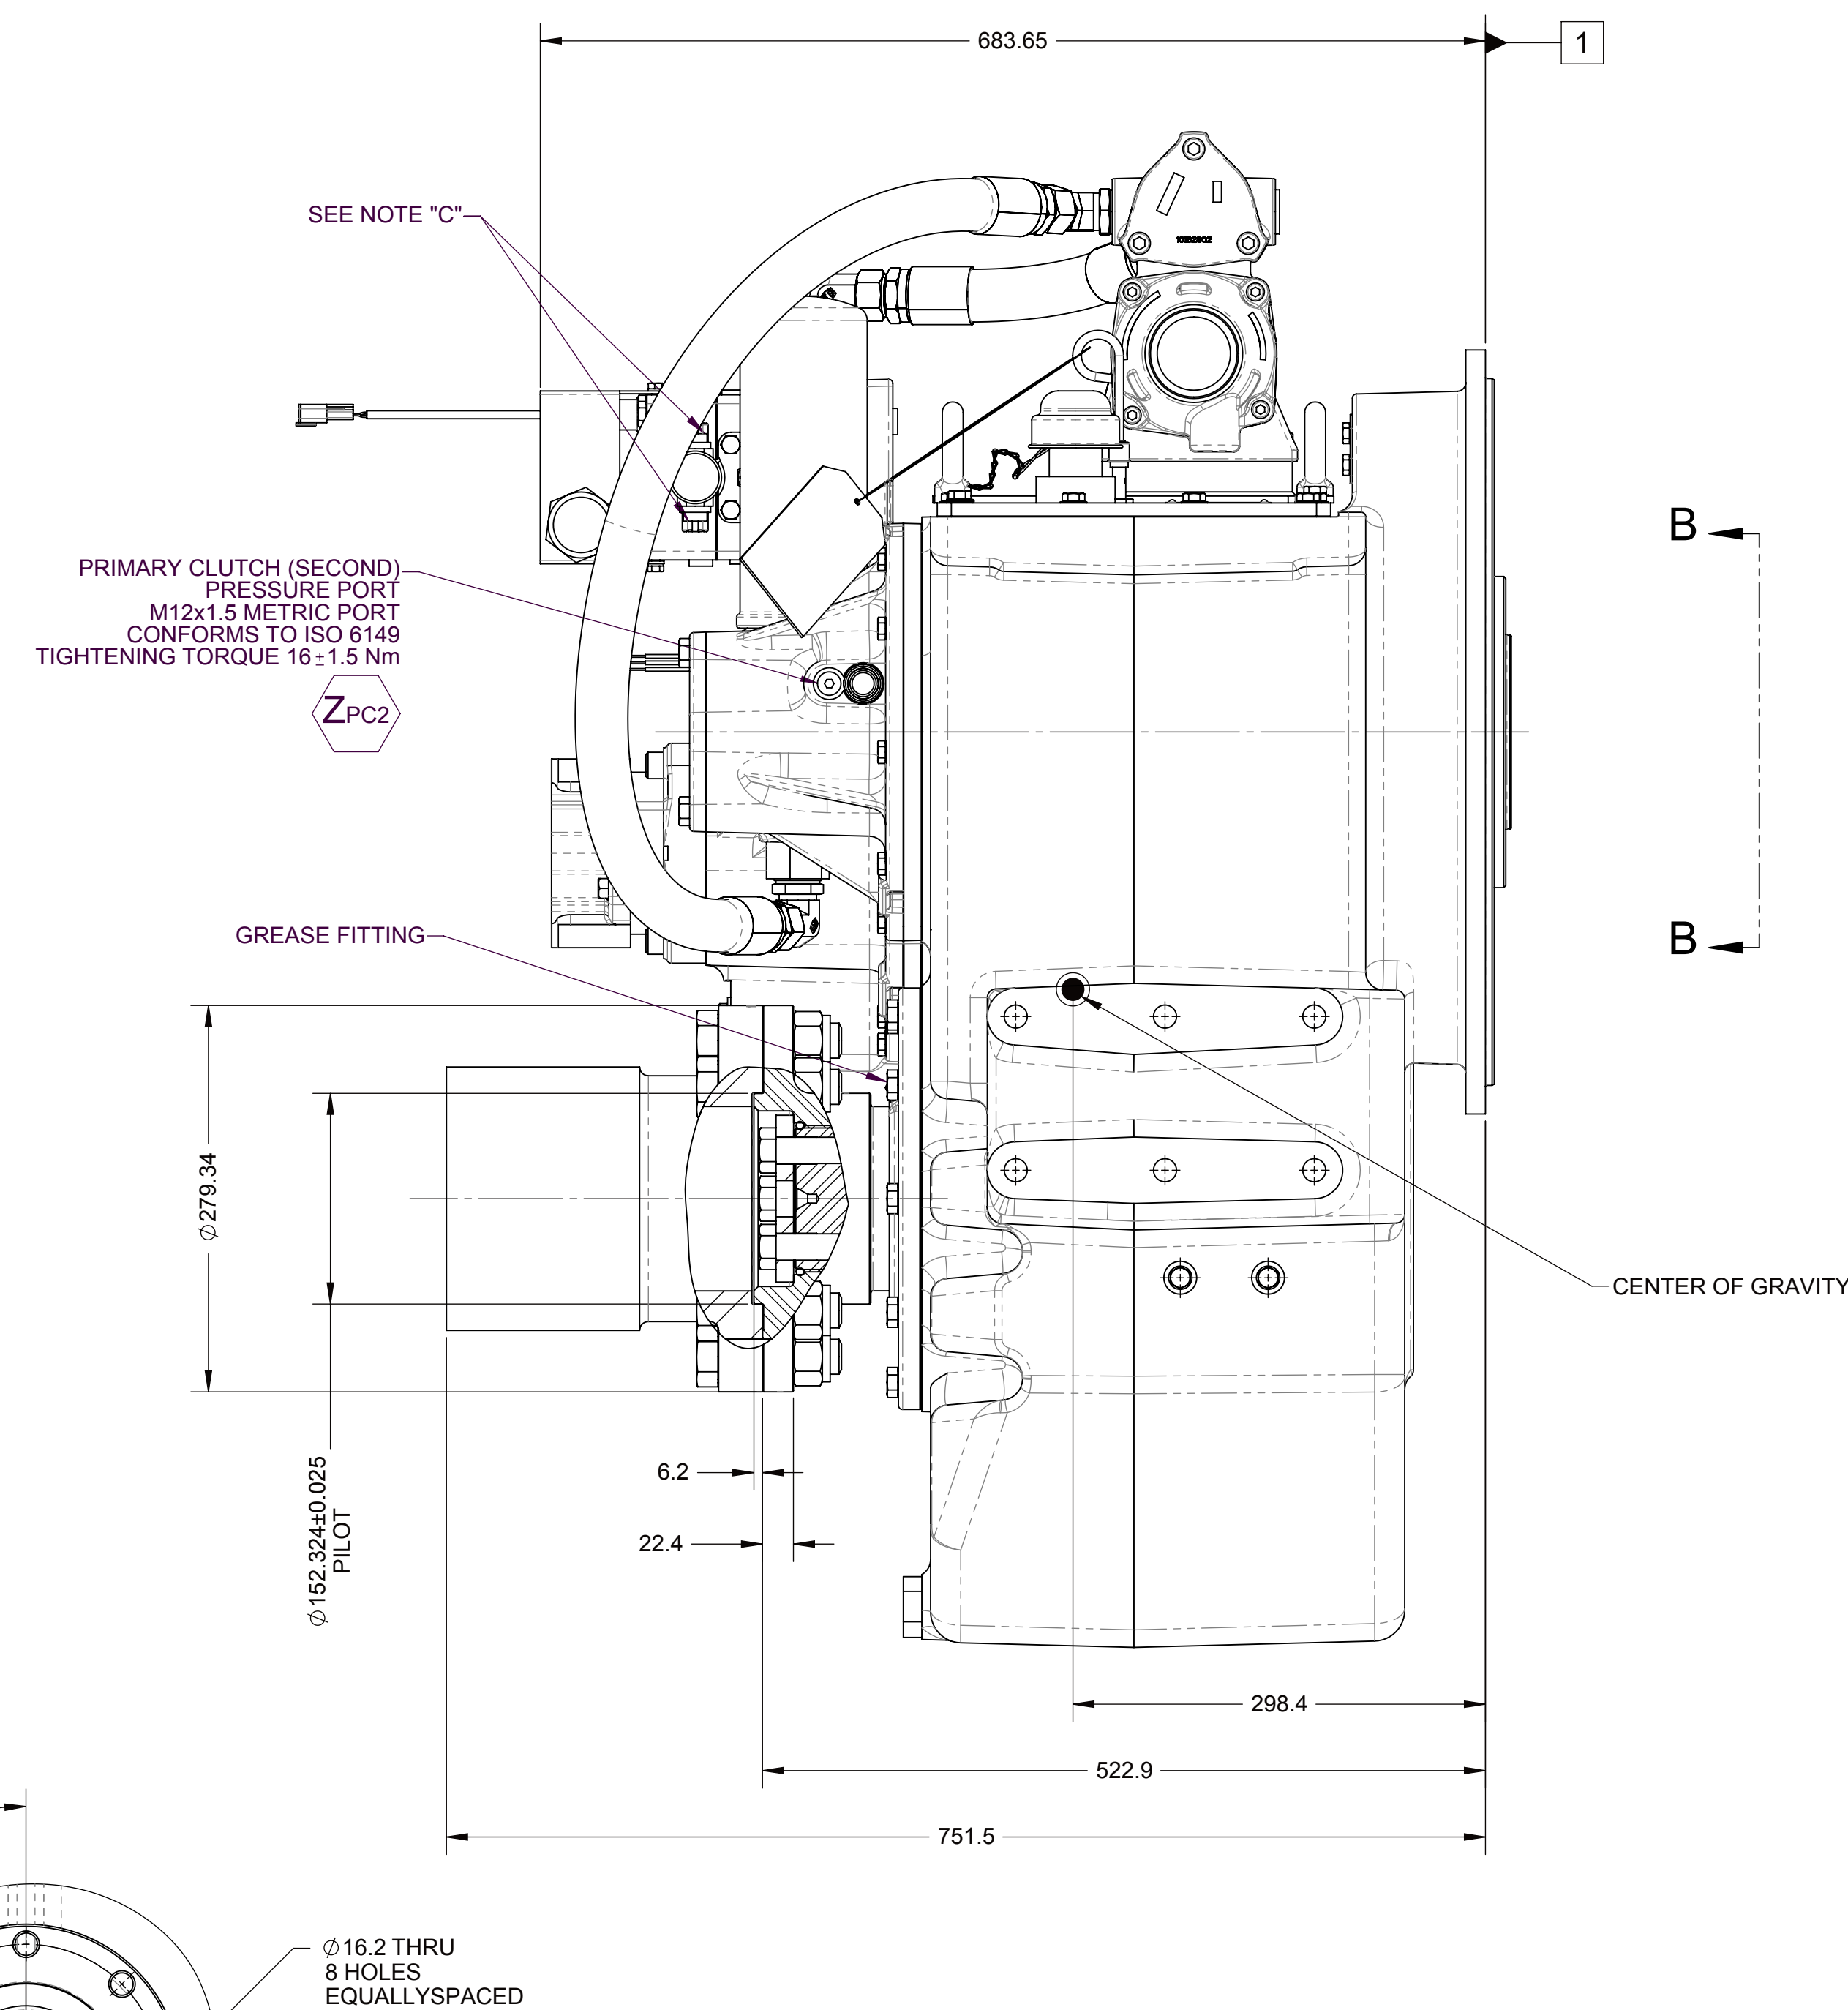 683.65
1
SEE NOTE "C"
10162802
PRIMARY CLUTCH (SECOND)
PRESSURE PORT
M12x1.5 METRIC PORT
CONFORMS TO ISO 6149
TIGHTENING TORQUE 16±1.5 Nm
ZPC2
B
B
GREASE FITTING
∅279.34
∅152.324±0.025
PILOT
6.2
22.4
CENTER OF GRAVITY
298.4
522.9
751.5
∅16.2 THRU
8 HOLES
EQUALLYSPACED